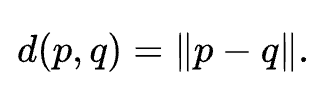 d(p, q) = ‖p − q‖.